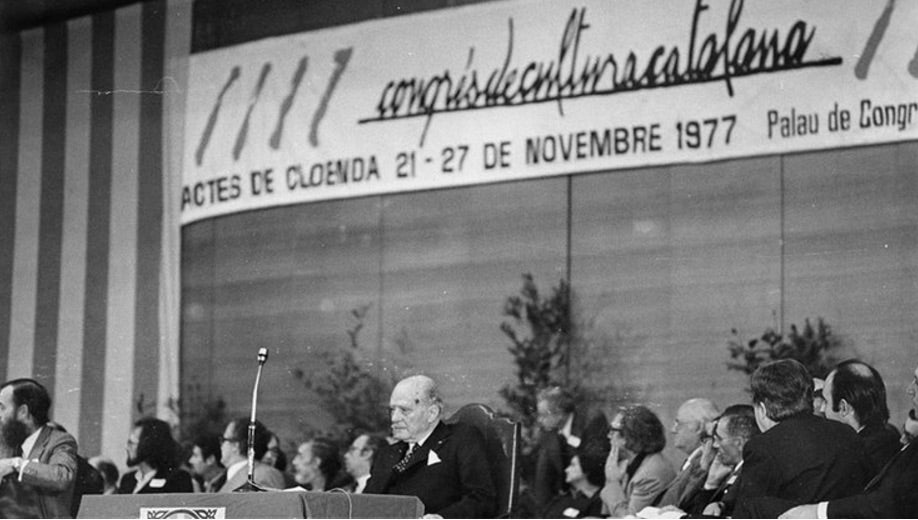 congrés de cultura catalana
ACTES DE CLOENDA 21 - 27 DE NOVEMBRE 1977
Palau de Congr